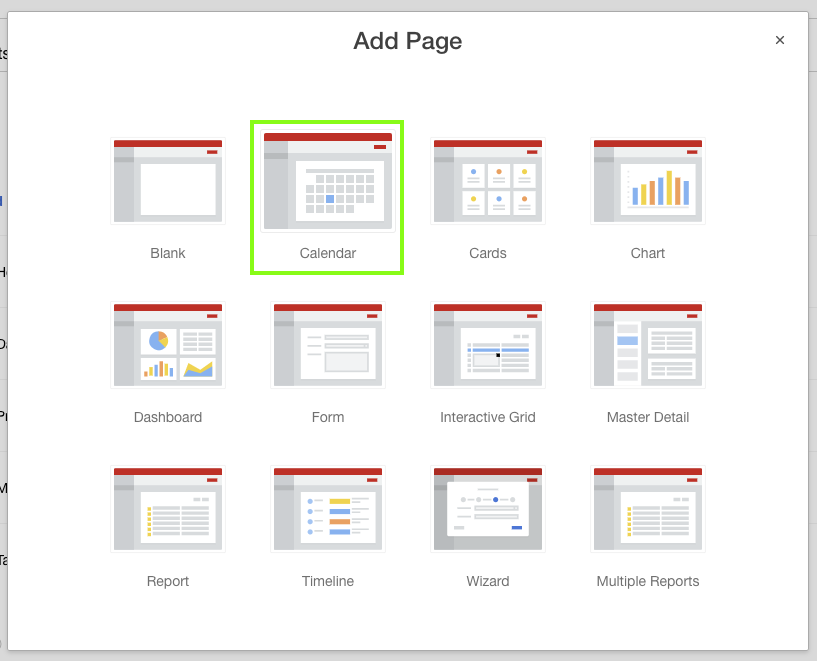 Add Page
×
Blank
Calendar
Cards
Chart
Dashboard
Form
Interactive Grid
Master Detail
Report
Timeline
Wizard
Multiple Reports